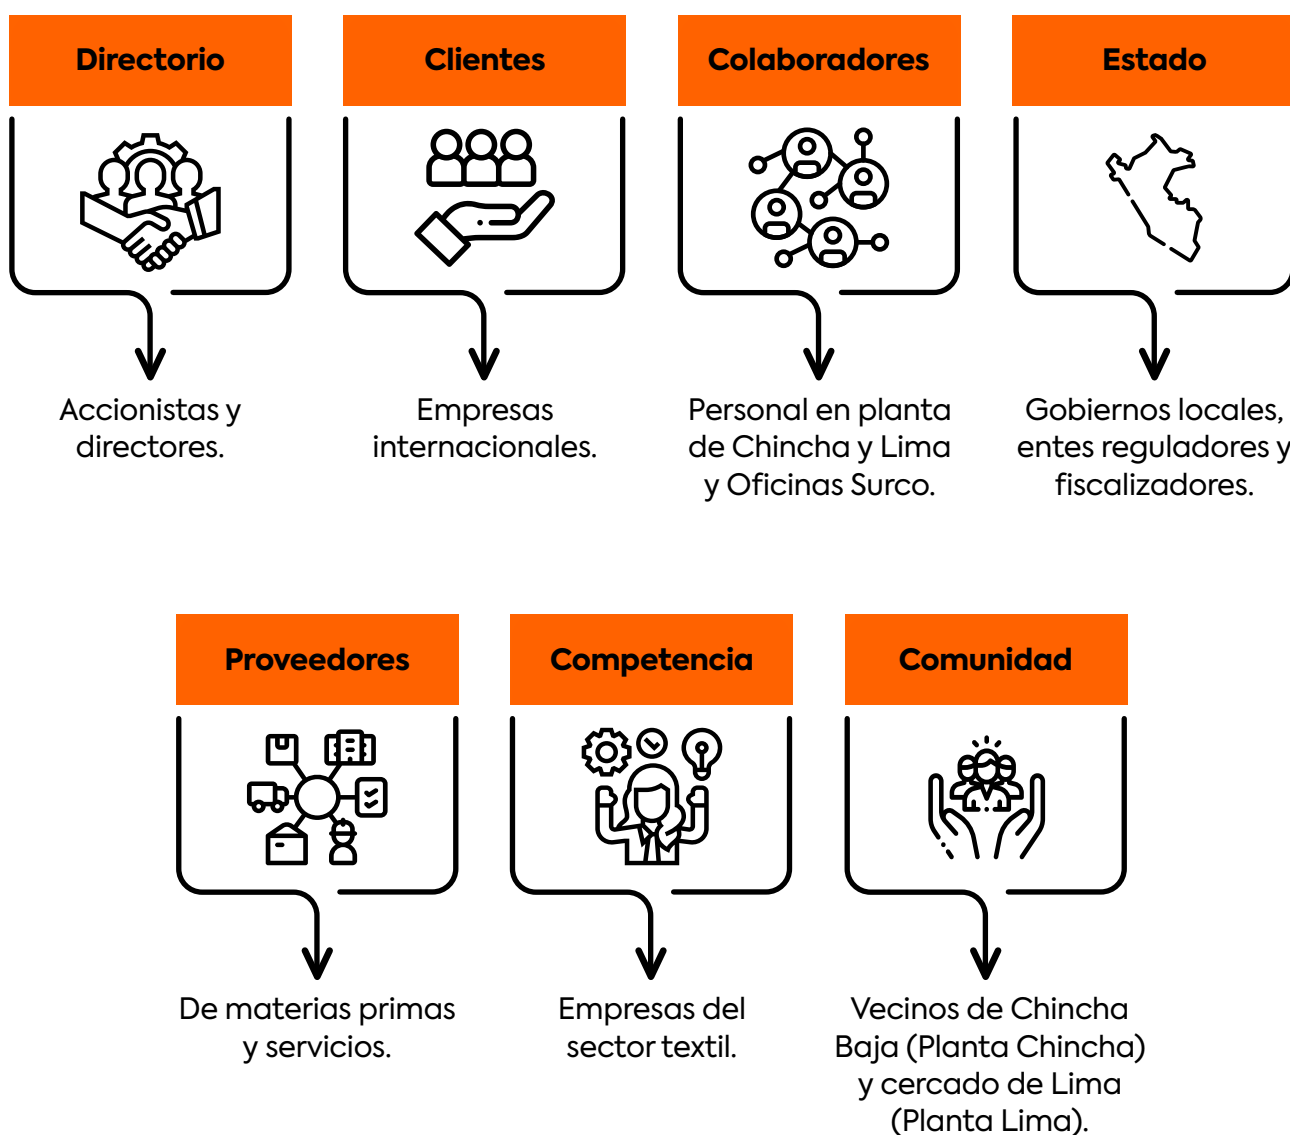 Directorio
Accionistas y
directores.
Clientes
Empresas
internacionales.
Colaboradores
Personal en planta
de Chincha y Lima
y Oficinas Surco.
Estado
Gobiernos locales,
entes reguladores y
fiscalizadores.
Proveedores
De materias primas
y servicios.
Competencia
Empresas del
sector textil.
Comunidad
Vecinos de Chincha
Baja (Planta Chincha)
y cercado de Lima
(Planta Lima).